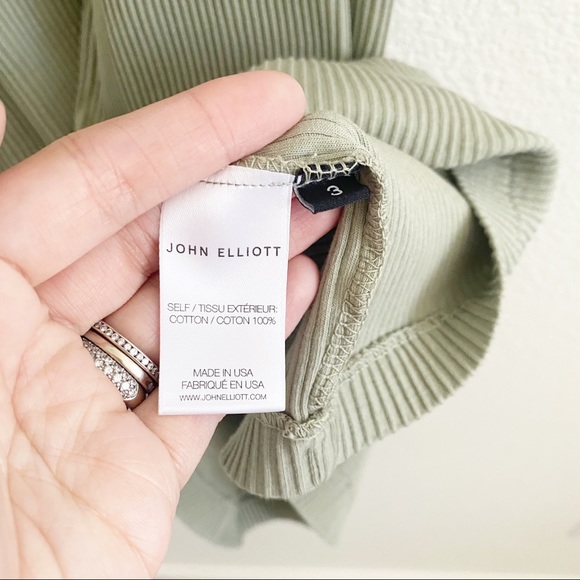 3
JOHN ELLIOTT
SELF / TISSU EXTÉRIEUR:
COTTON / COTON 100%
MADE IN USA
FABRIQUÉ EN USA
WWW.JOHNELLIOTT.COM